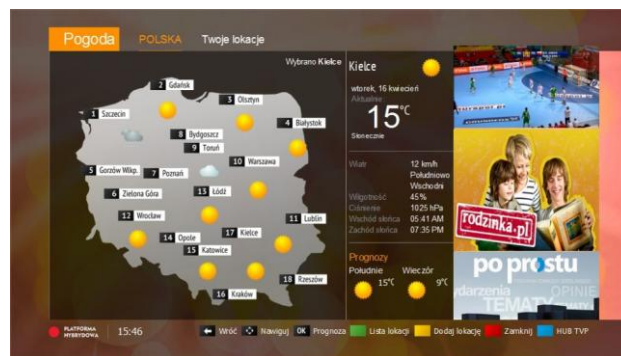 Pogoda POLSKA Twoje lokacje
Wybrano Kielce
1 Szczecin
2 Gdańsk
3 Olsztyn
4 Białystok
5 Gorzów Wlkp.
6 Zielona Góra
7 Poznań
8 Bydgoszcz
9 Toruń
10 Warszawa
11 Lublin
12 Wrocław
13 Łódź
14 Opole
15 Katowice
16 Kraków
17 Kielce
18 Rzeszów
Kielce
wtorek, 16 kwiecień
Aktualnie
15°C
Słonecznie
Wiatr 12 km/h
Południowo
Wschodni
Wilgotność 45%
Ciśnienie 1025 hPa
Wschód słońca 05:41 AM
Zachód słońca 07:35 PM
Prognozy
Południe Wieczór
15°C 9°C
rodzinka.pl
po prostu
wydarzenia OPINIE
TEMATY
PLATFORMA
HYBRYDOWA
15:46
Wróć Nawiguj OK Prognoza Lista lokacji Dodaj lokację Zamknij HUB TVP